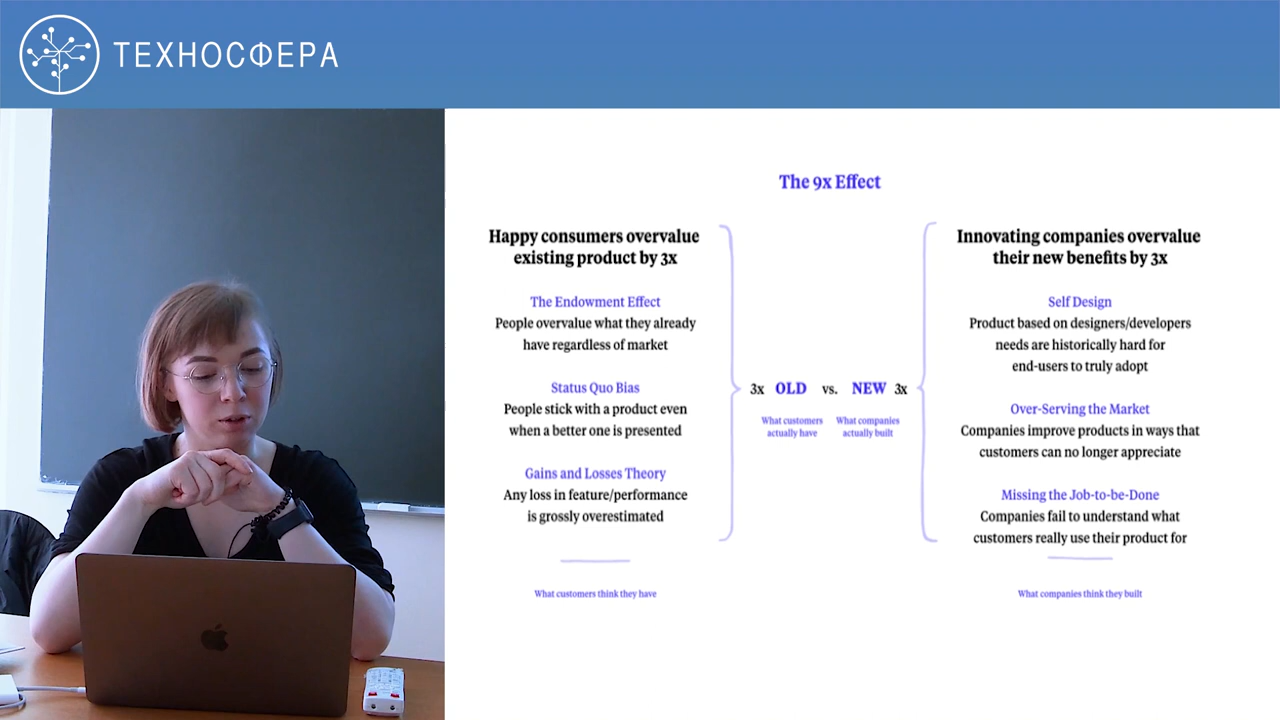 ТЕХНОСФЕРА
The 9x Effect
Happy consumers overvalue
existing product by 3x
The Endowment Effect
People overvalue what they already
have regardless of market
Status Quo Bias
People stick with a product even
when a better one is presented
Gains and Losses Theory
Any loss in feature/performance
is grossly overestimated
What customers think they have
3x OLD vs. NEW 3x
What customers
actually have
What companies
actually built
Innovating companies overvalue
their new benefits by 3x
Self Design
Product based on designers/developers
needs are historically hard for
end-users to truly adopt
Over-Serving the Market
Companies improve products in ways that
customers can no longer appreciate
Missing the Job-to-be-Done
Companies fail to understand what
customers really use their product for
What companies think they built